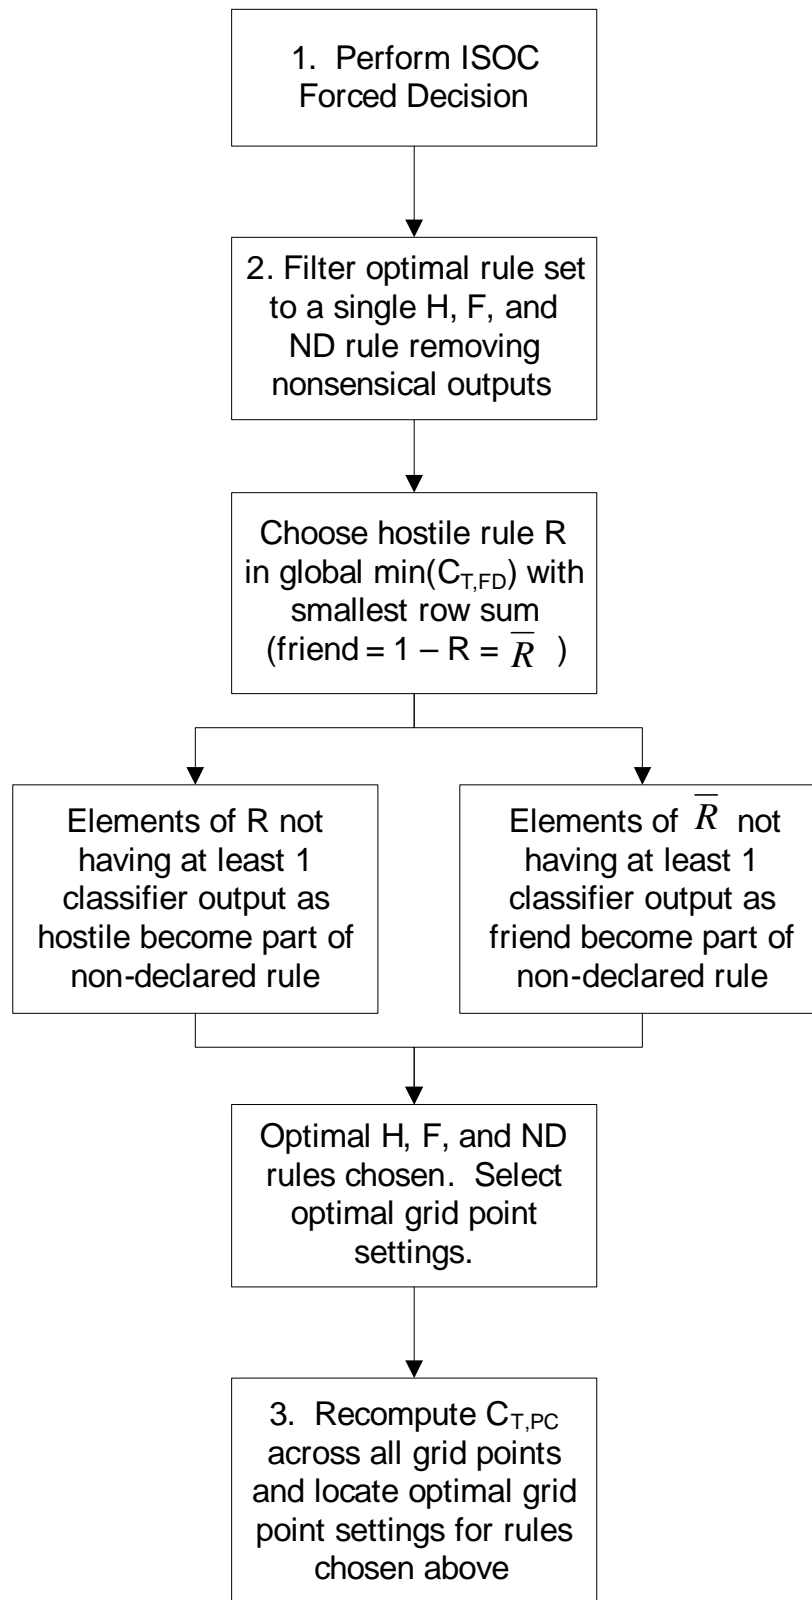 1. Perform ISOC
Forced Decision
2. Filter optimal rule set
to a single H, F, and
ND rule removing
nonsensical outputs
Choose hostile rule R
in global min(C_{T,FD}) with
smallest row sum
(friend = 1 – R = R̅ )
Elements of R not
having at least 1
classifier output as
hostile become part of
non-declared rule
Elements of R̅ not
having at least 1
classifier output as
friend become part of
non-declared rule
Optimal H, F, and ND
rules chosen. Select
optimal grid point
settings.
3. Recompute C_{T,PC}
across all grid points
and locate optimal grid
point settings for rules
chosen above